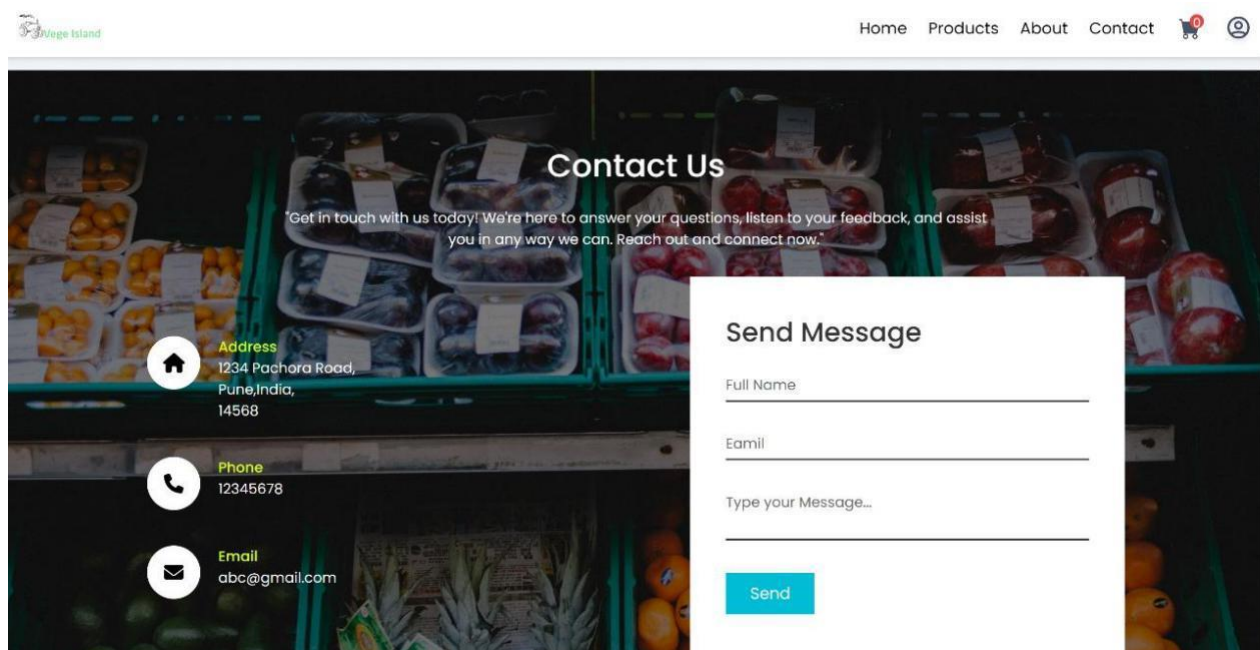 Vege Island
Home Products About Contact 0
Contact Us
"Get in touch with us today! We're here to answer your questions, listen to your feedback, and assist
you in any way we can. Reach out and connect now."
Address
1234 Pachora Road,
Pune,India,
14568
Phone
12345678
Email
abc@gmail.com
Send Message
Full Name
Eamil
Type your Message...
Send